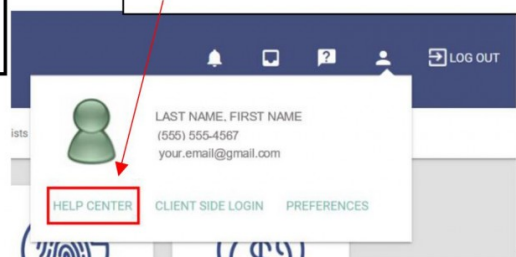 LOG OUT
LAST NAME, FIRST NAME
(555) 555-4567
your.email@gmail.com
ists
HELP CENTER CLIENT SIDE LOGIN PREFERENCES